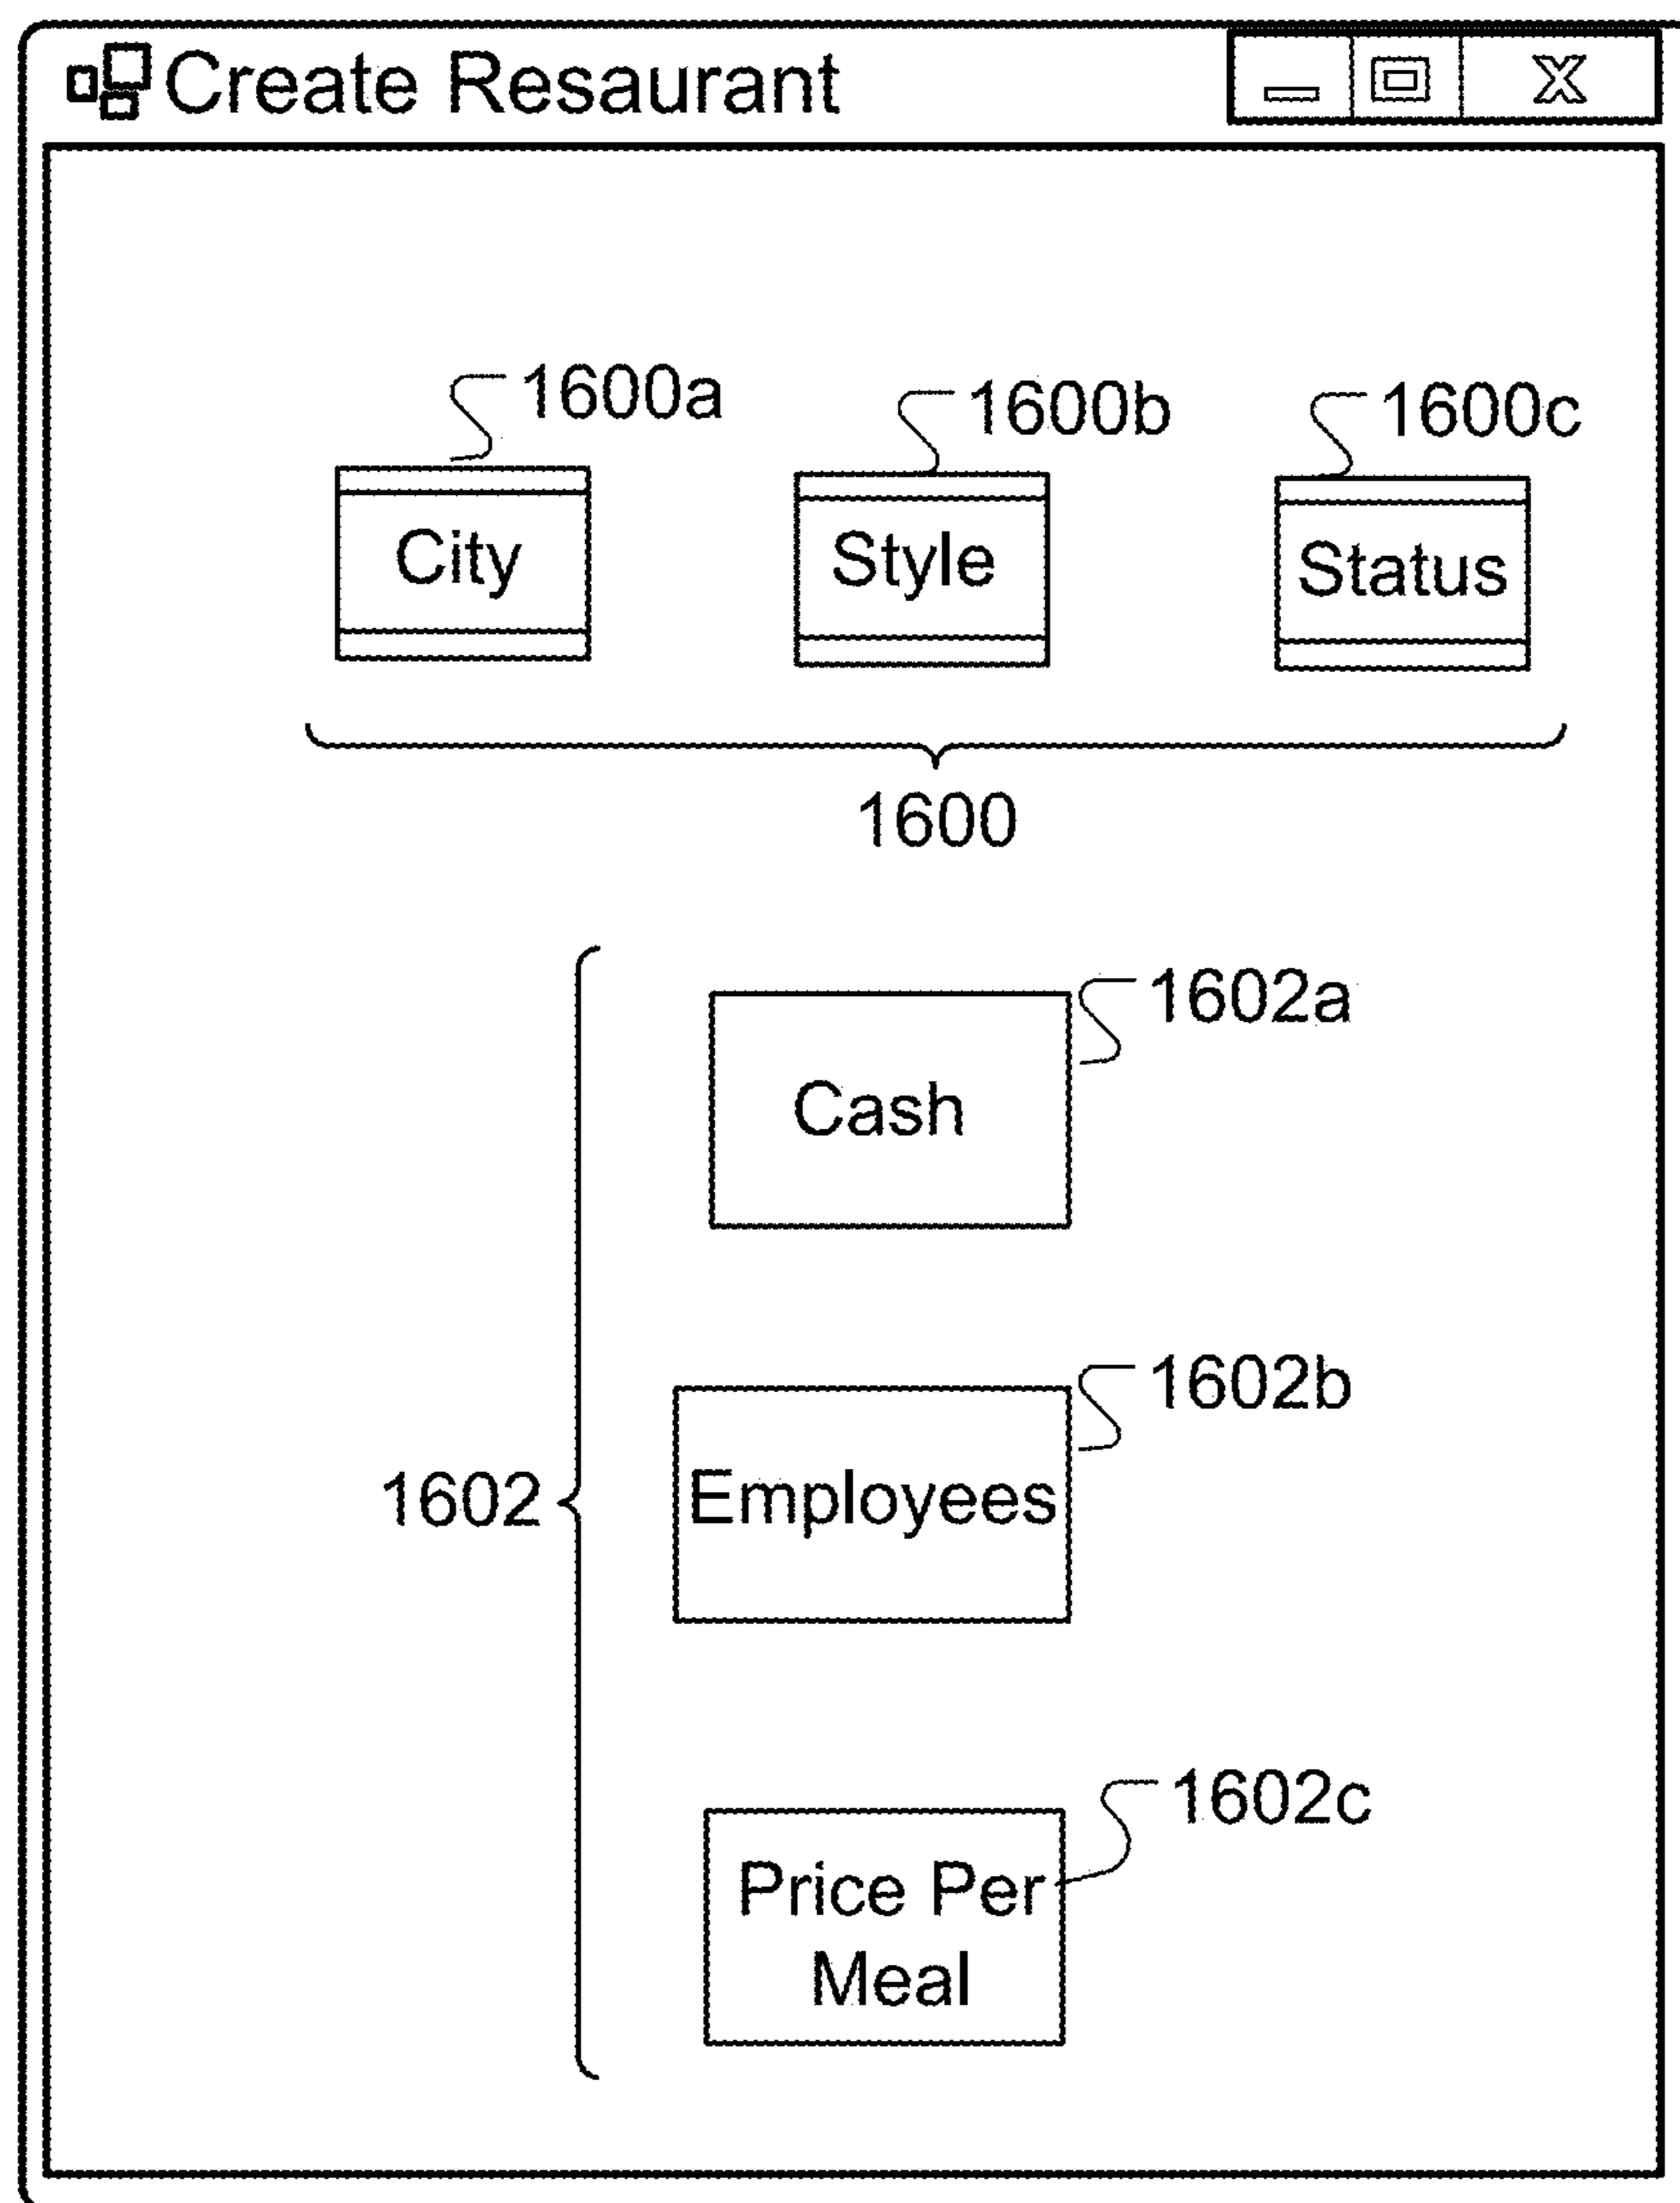 Create Resaurant
X
1600a 1600b 1600c
City Style Status
1600
1602a
Cash
1602b
Employees
1602
1602c
Price Per
Meal